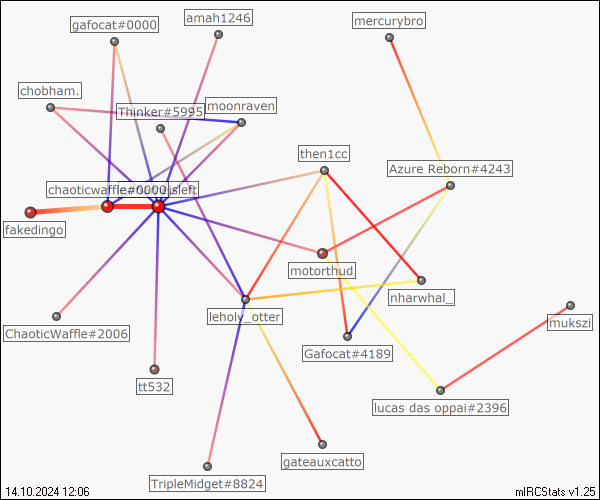 amah1246
mercurybro
gafocat#0000
chobham.
Thinker#5995
moonraven
then1cc
Azure Reborn#4243
chaoticwaffle#0000
fakedingo
motorthud
nharwhal_
leholy_otter
ChaoticWaffle#2006
mukszi
Gafocat#4189
tt532
lucas das oppai#2396
gateauxcatto
TripleMidget#8824
14.10.2024 12:06
mIRCStats v1.25